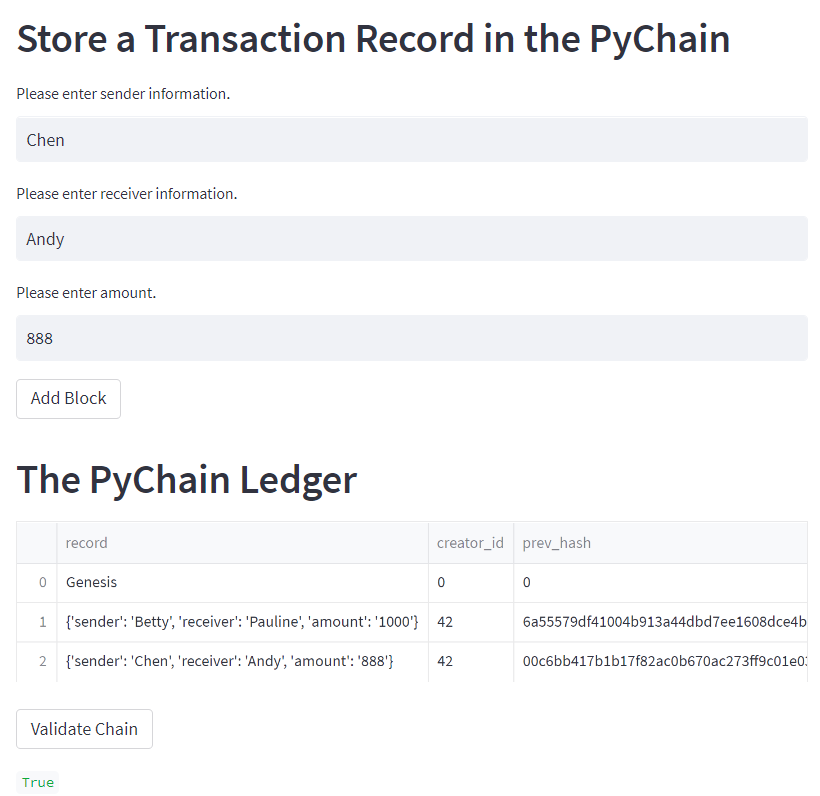 Store a Transaction Record in the PyChain
Please enter sender information.
Chen
Please enter receiver information.
Andy
Please enter amount.
888
Add Block
The PyChain Ledger
record creator_id prev_hash
0 Genesis 0 0
1 {'sender': 'Betty', 'receiver': 'Pauline', 'amount': '1000'} 42 6a55579df41004b913a44dbd7ee1608dce4b
2 {'sender': 'Chen', 'receiver': 'Andy', 'amount': '888'} 42 00c6bb417b1b17f82ac0b670ac273ff9c01e03
Validate Chain
True